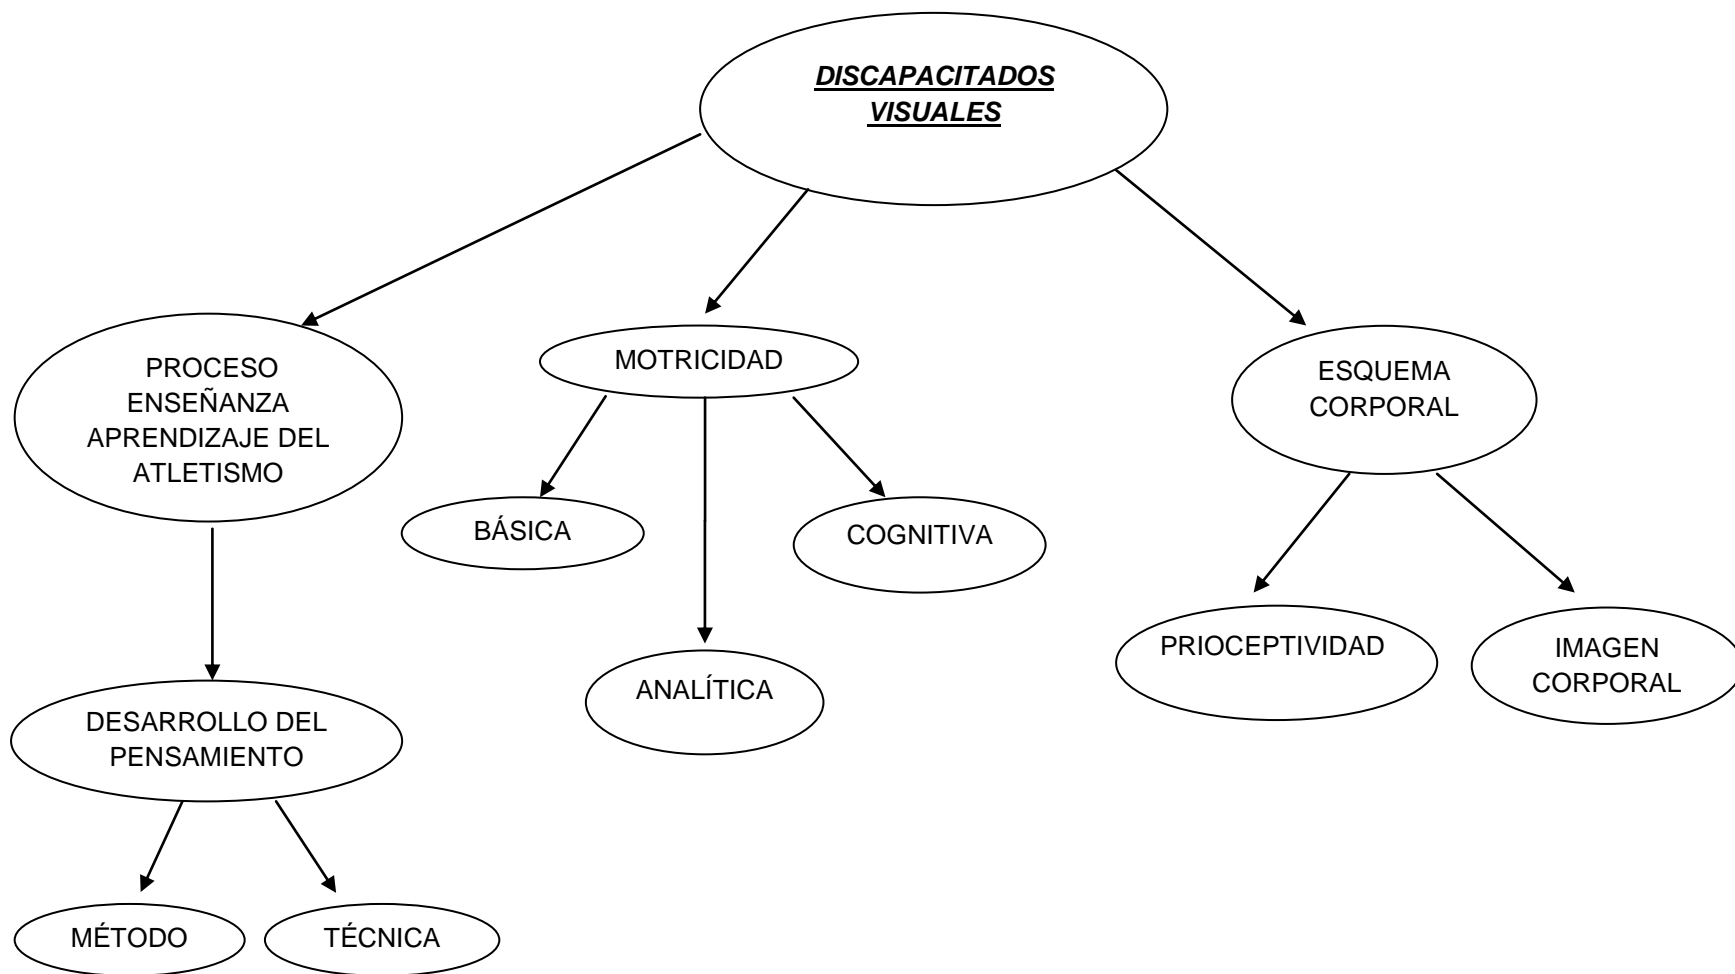 DISCAPACITADOS
VISUALES
PROCESO
ENSEÑANZA
APRENDIZAJE DEL
ATLETISMO
MOTRICIDAD
ESQUEMA
CORPORAL
BÁSICA
COGNITIVA
ANALÍTICA
PRIOCEPTIVIDAD
IMAGEN
CORPORAL
DESARROLLO DEL
PENSAMIENTO
MÉTODO
TÉCNICA